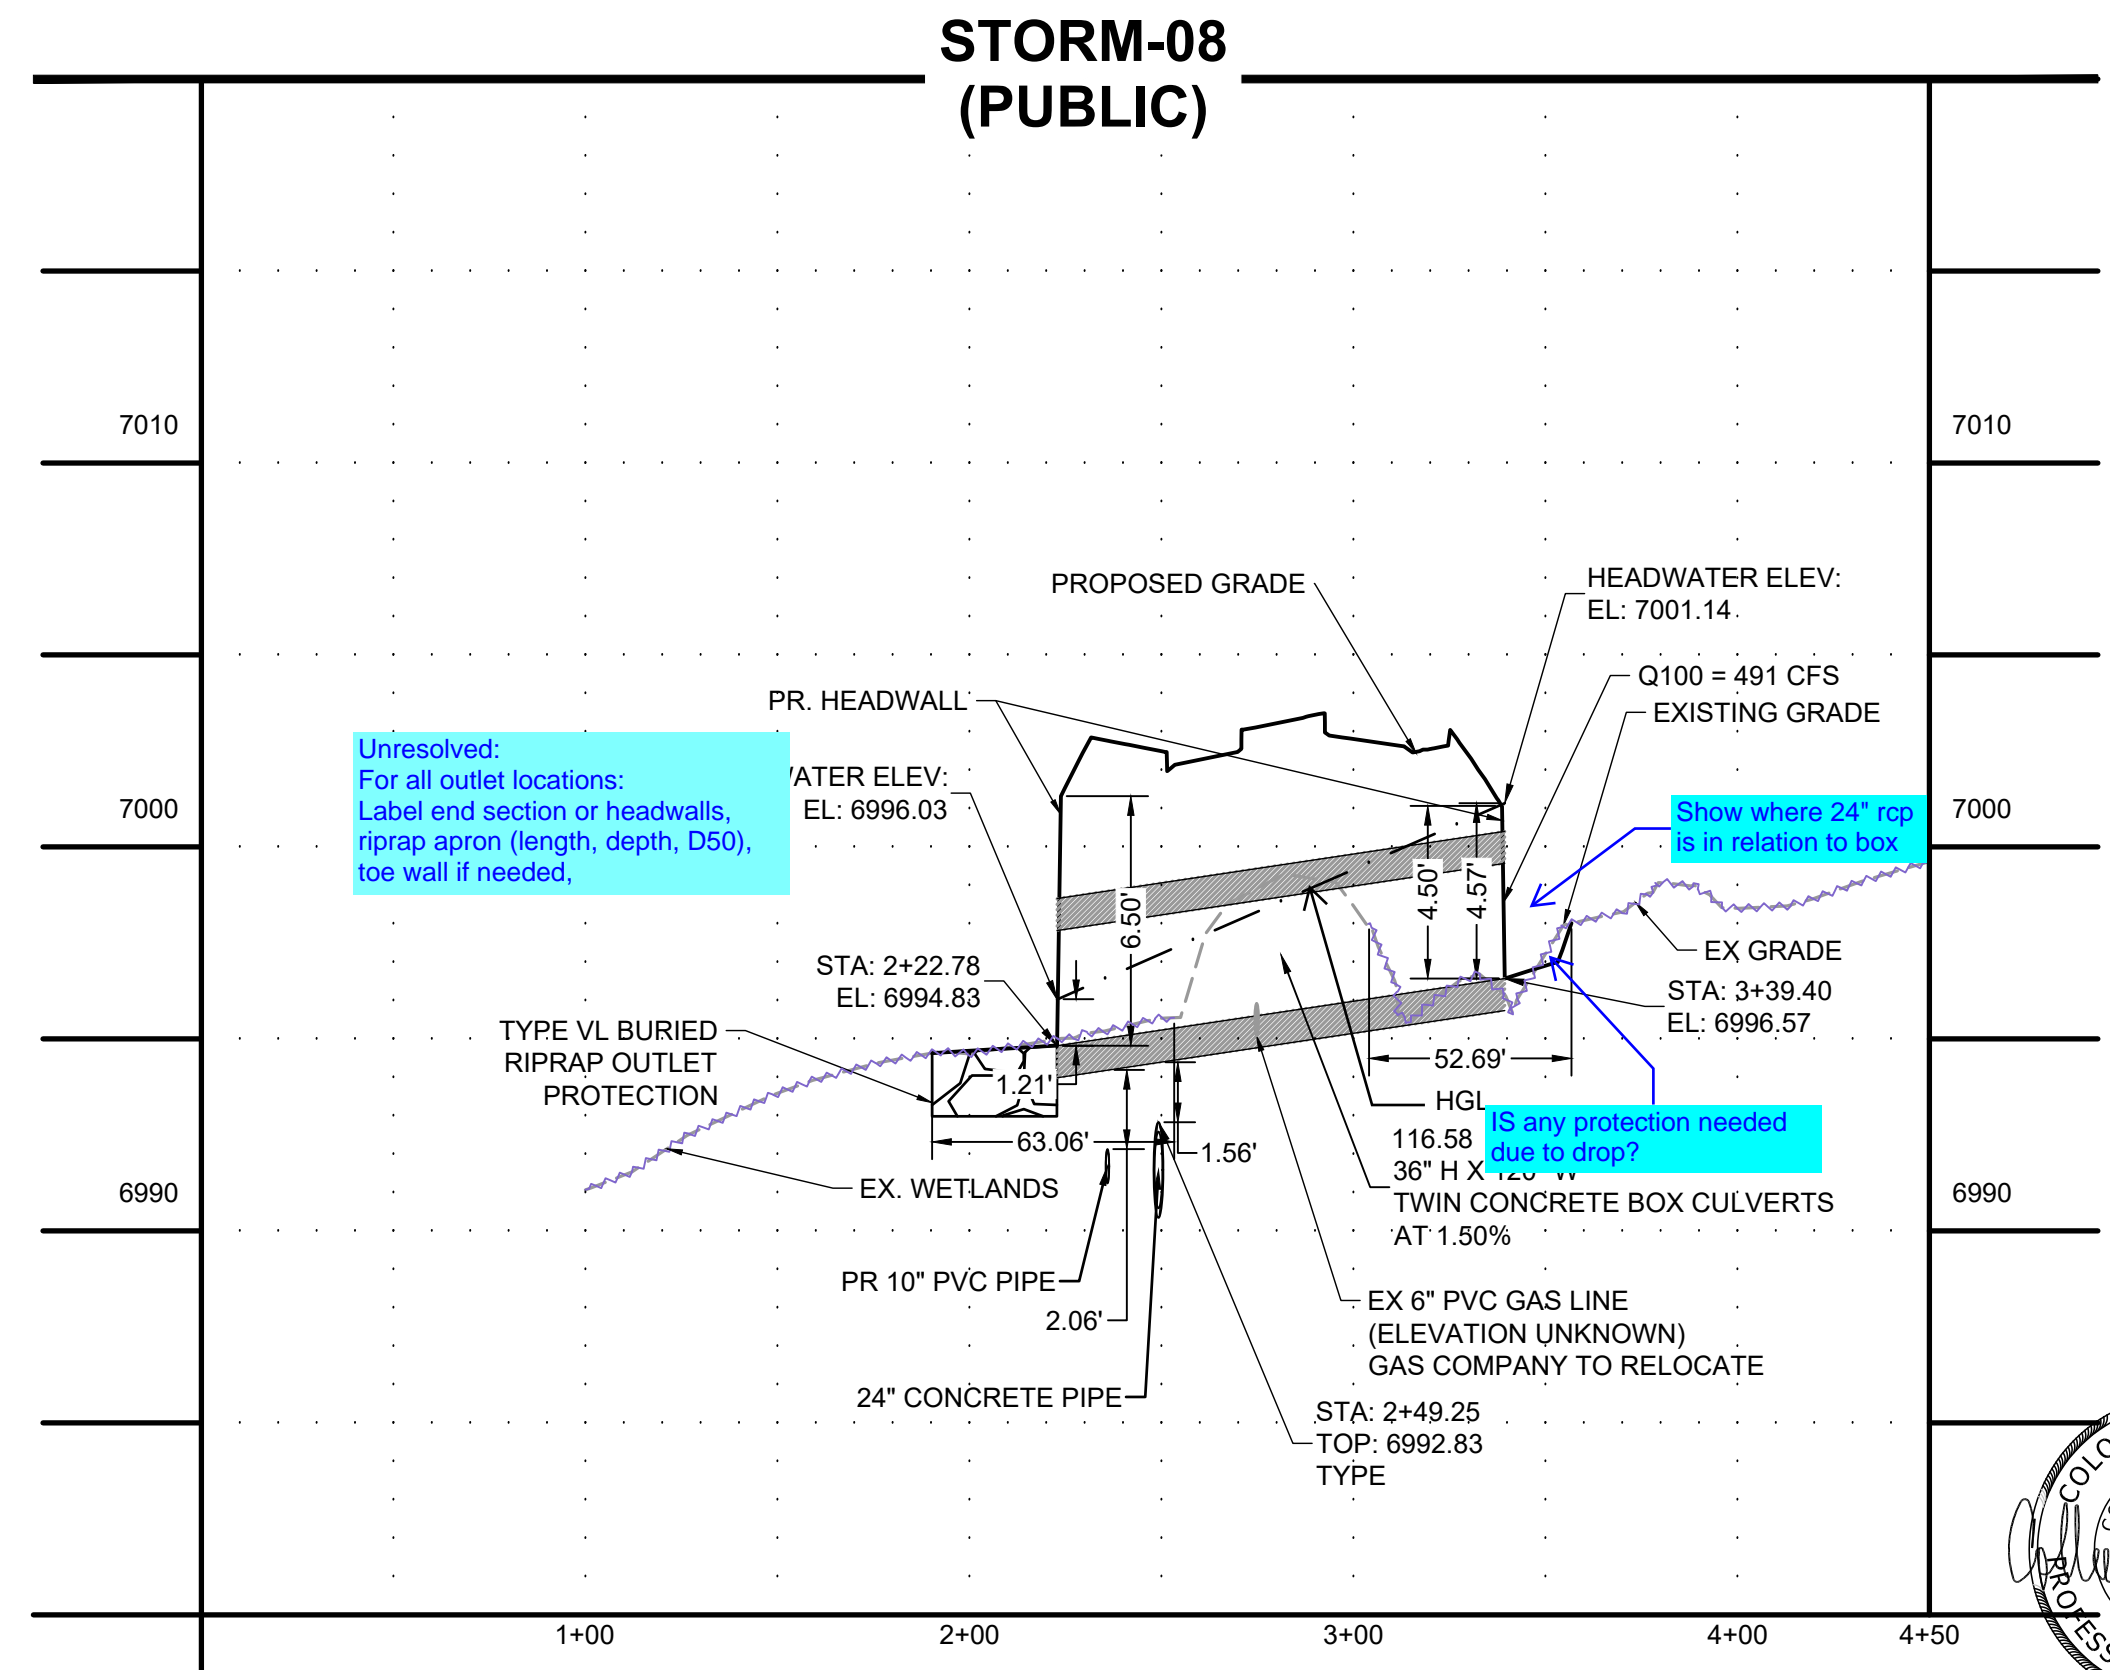 STORM-08
(PUBLIC)
7010
7010
PROPOSED GRADE
HEADWATER ELEV:
EL: 7001.14
Q100 = 491 CFS
EXISTING GRADE
PR. HEADWALL
Unresolved:
For all outlet locations:
Label end section or headwalls,
riprap apron (length, depth, D50),
toe wall if needed,
ATER ELEV:
EL: 6996.03
7000
7000
Show where 24" rcp
is in relation to box
6.50'
4.50'
4.57'
EX GRADE
STA: 2+22.78
EL: 6994.83
STA: 3+39.40
EL: 6996.57
TYPE VL BURIED
RIPRAP OUTLET
PROTECTION
1.21'
52.69'
HGL
IS any protection needed
due to drop?
63.06'
1.56'
116.58
36" H X 120" W
TWIN CONCRETE BOX CULVERTS
AT 1.50%
EX. WETLANDS
6990
6990
PR 10" PVC PIPE
2.06'
EX 6" PVC GAS LINE
(ELEVATION UNKNOWN)
GAS COMPANY TO RELOCATE
24" CONCRETE PIPE
STA: 2+49.25
TOP: 6992.83
TYPE
COLO
PROFESS
1+00
2+00
3+00
4+00
4+50